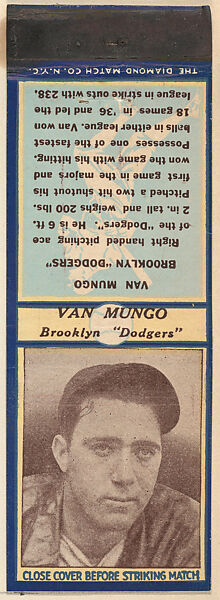 THE DIAMOND MATCH CO. N.Y.C.
VAN MUNGO
BROOKLYN "DODGERS"
Right handed pitching ace
of the "Dodgers". He is 6 ft.
2 in. tall and weighs 200 lbs.
Pitched a two hit shutout his
first game in the majors and
won the game with his hitting.
Possesses one of the fastest
balls in either league. Van won
18 games in '36 and led the
league in strike outs with 238.
VAN MUNGO
Brooklyn "Dodgers"
CLOSE COVER BEFORE STRIKING MATCH